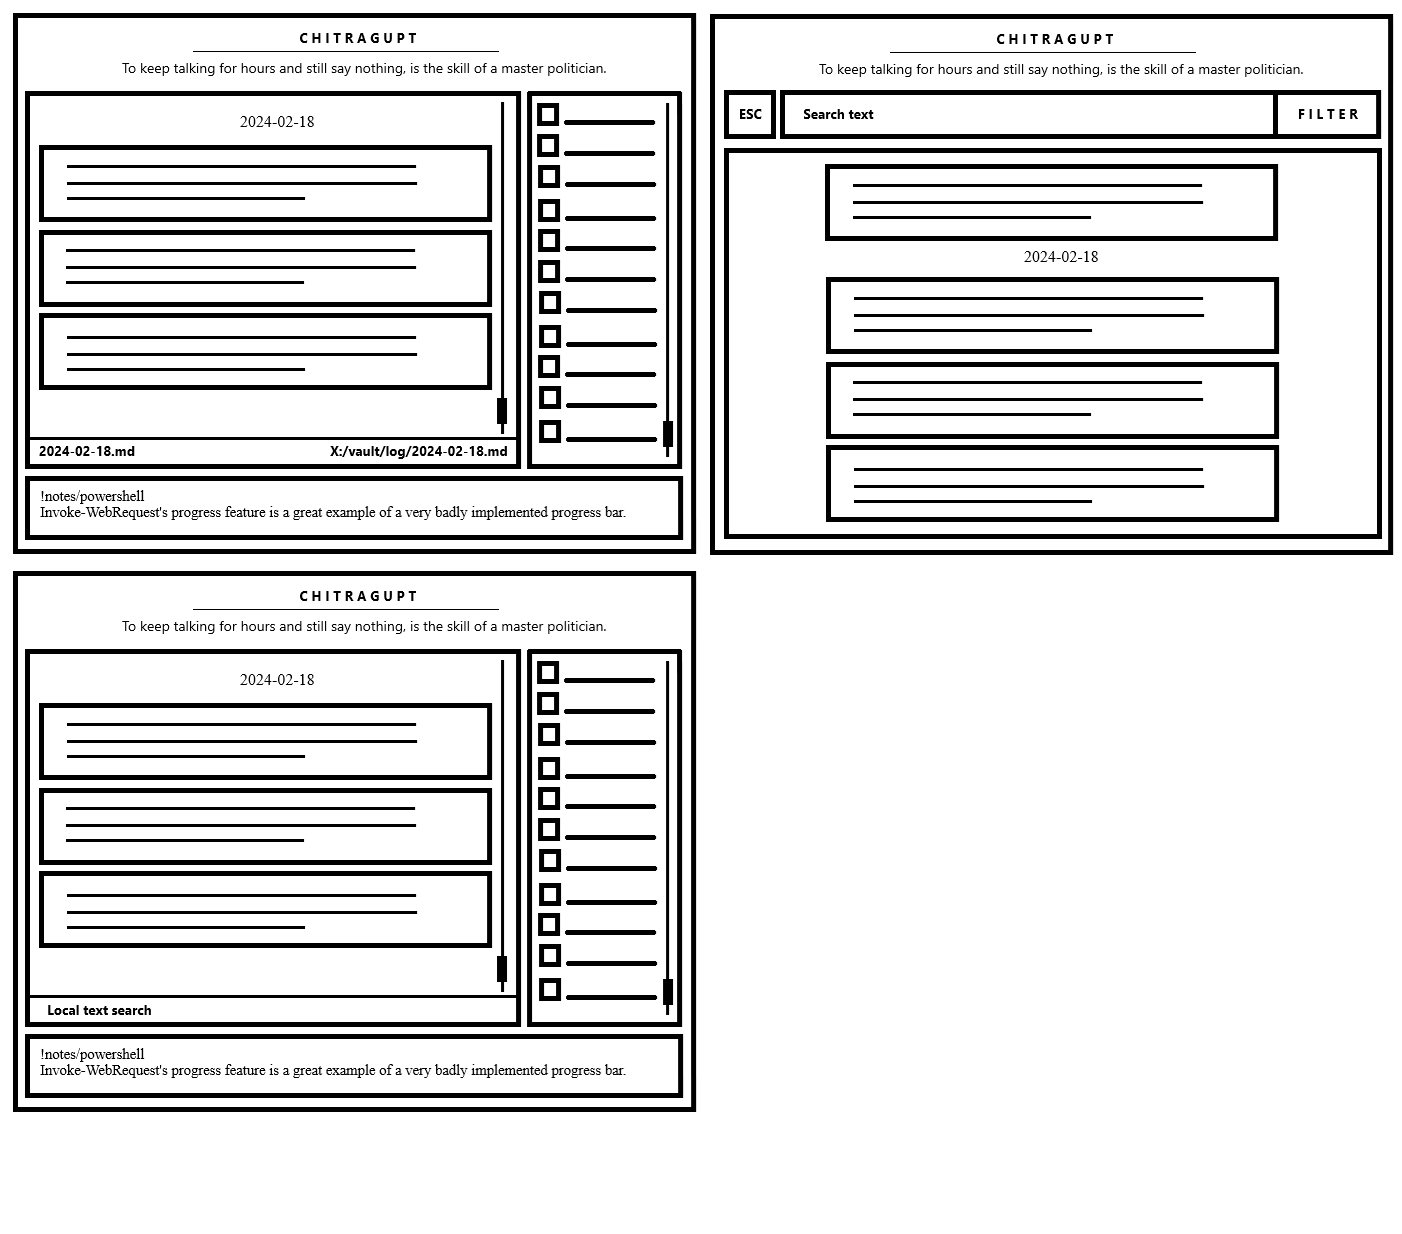 CHITRAGUPT
To keep talking for hours and still say nothing, is the skill of a master politician.
2024-02-18
2024-02-18.md X:/vault/log/2024-02-18.md
!notes/powershell
Invoke-WebRequest's progress feature is a great example of a very badly implemented progress bar.
CHITRAGUPT
To keep talking for hours and still say nothing, is the skill of a master politician.
ESC Search text FILTER
2024-02-18
CHITRAGUPT
To keep talking for hours and still say nothing, is the skill of a master politician.
2024-02-18
Local text search
!notes/powershell
Invoke-WebRequest's progress feature is a great example of a very badly implemented progress bar.